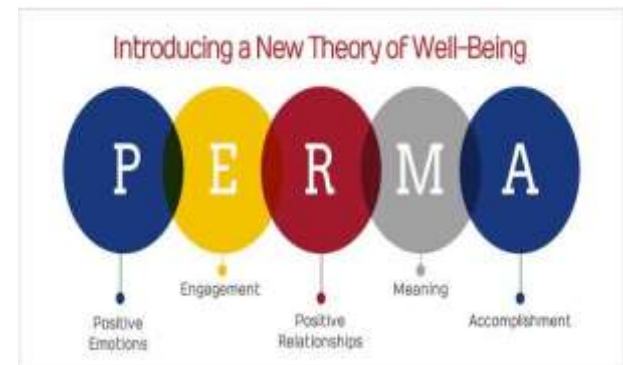 Introducing a New Theory of Well-Being
P E R M A
Positive
Emotions
Engagement
Positive
Relationships
Meaning
Accomplishment